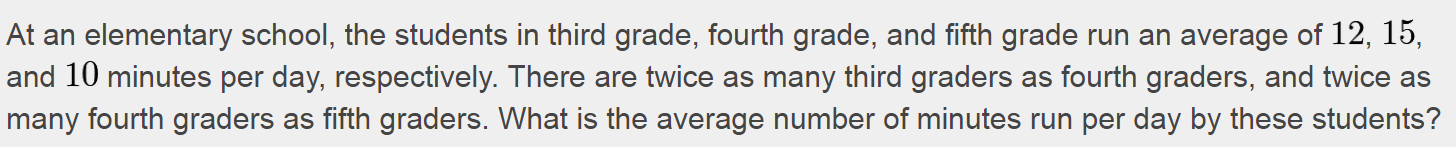 At an elementary school, the students in third grade, fourth grade, and fifth grade run an average of 12, 15,
and 10 minutes per day, respectively. There are twice as many third graders as fourth graders, and twice as
many fourth graders as fifth graders. What is the average number of minutes run per day by these students?